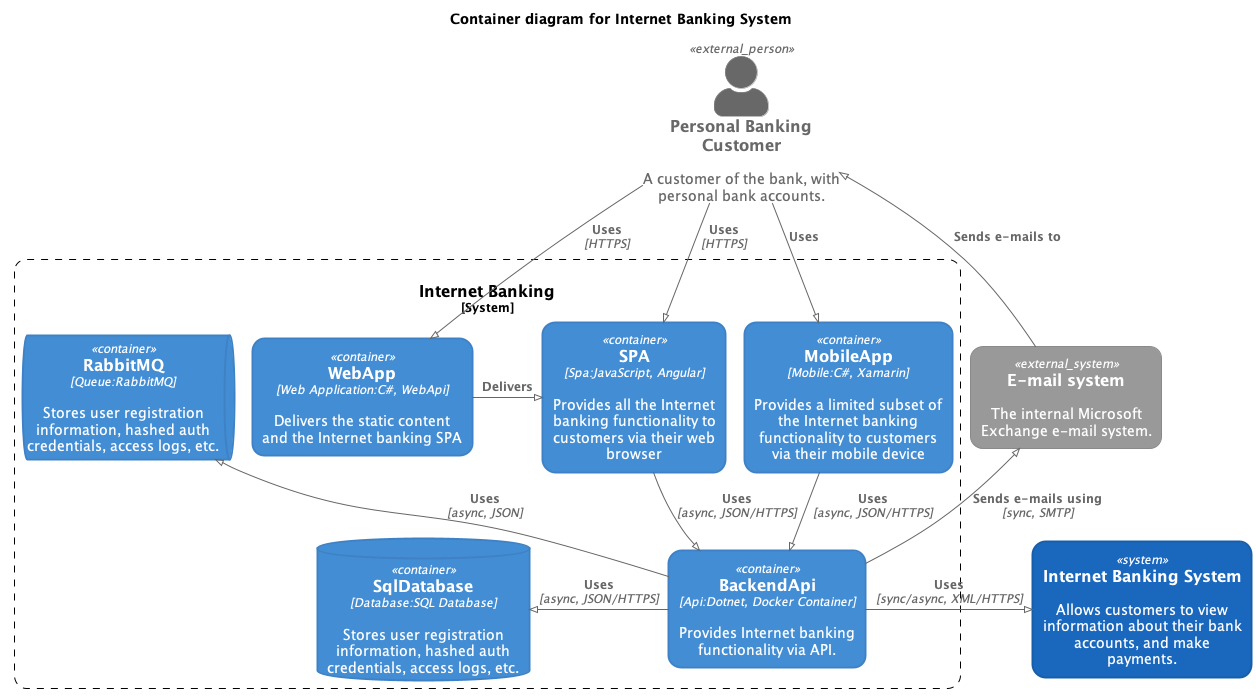 Container diagram for Internet Banking System
«external_person»
Personal Banking
Customer
A customer of the bank, with
personal bank accounts.
Uses
[HTTPS]
Uses
[HTTPS]
Uses
Sends e-mails to
Internet Banking
[System]
«container»
RabbitMQ
[Queue:RabbitMQ]
Stores user registration
information, hashed auth
credentials, access logs, etc.
«container»
WebApp
[Web Application:C#, WebApi]
Delivers the static content
and the Internet banking SPA
Delivers
«container»
SPA
[Spa:JavaScript, Angular]
Provides all the Internet
banking functionality to
customers via their web
browser
«container»
MobileApp
[Mobile:C#, Xamarin]
Provides a limited subset of
the Internet banking
functionality to customers
via their mobile device
«external_system»
E-mail system
The internal Microsoft
Exchange e-mail system.
Uses
[async, JSON]
Uses
[async, JSON/HTTPS]
Uses
[async, JSON/HTTPS]
Sends e-mails using
[sync, SMTP]
«container»
SqlDatabase
[Database:SQL Database]
Stores user registration
information, hashed auth
credentials, access logs, etc.
Uses
[async, JSON/HTTPS]
«container»
BackendApi
[Api:Dotnet, Docker Container]
Provides Internet banking
functionality via API.
Uses
[sync/async, XML/HTTPS]
«system»
Internet Banking System
Allows customers to view
information about their bank
accounts, and make
payments.